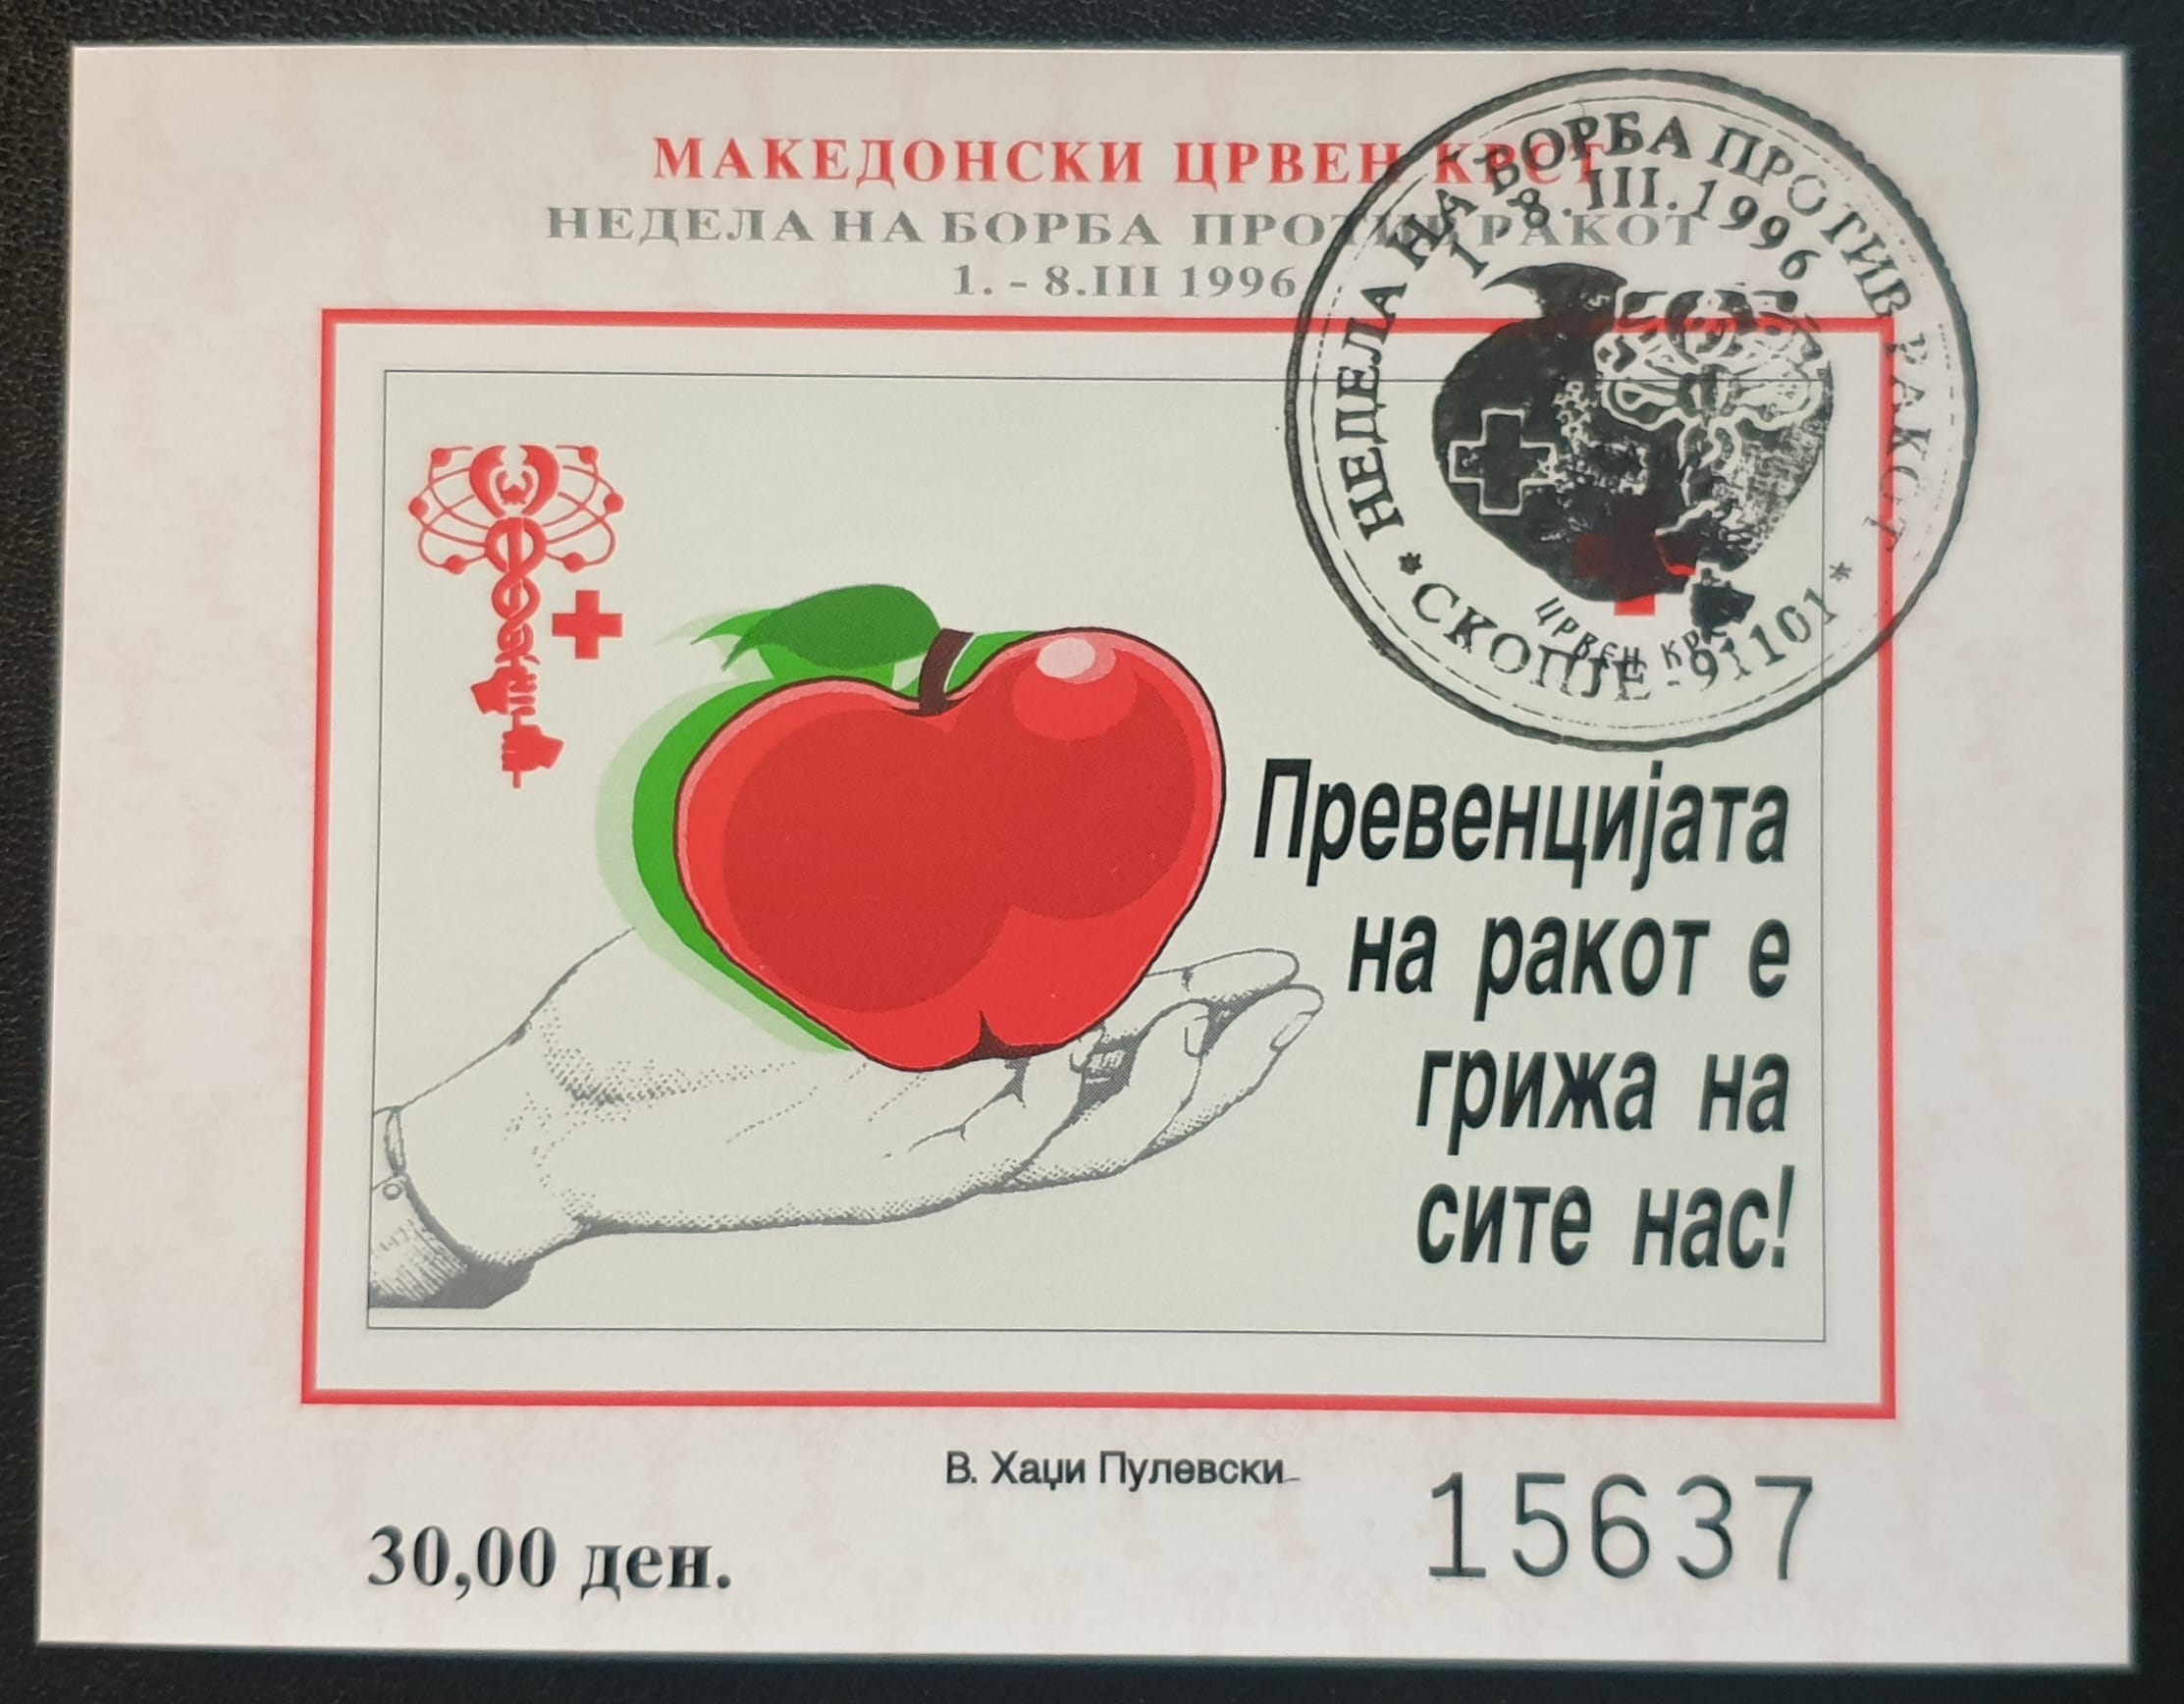 МАКЕДОНСКИ ЦРВЕН КРСТ
НЕДЕЛА НА БОРБА ПРОТИВ РАКОТ
1. - 8.III 1996
НЕДЕЛА НА БОРБА ПРОТИВ РАКОТ
1-8.III.1996
ЦРВЕН КРСТ
* СКОПЈЕ-91101 *
Превенцијата
на ракот е
грижа на
сите нас!
В. Хаџи Пулевски
30,00 ден.
15637